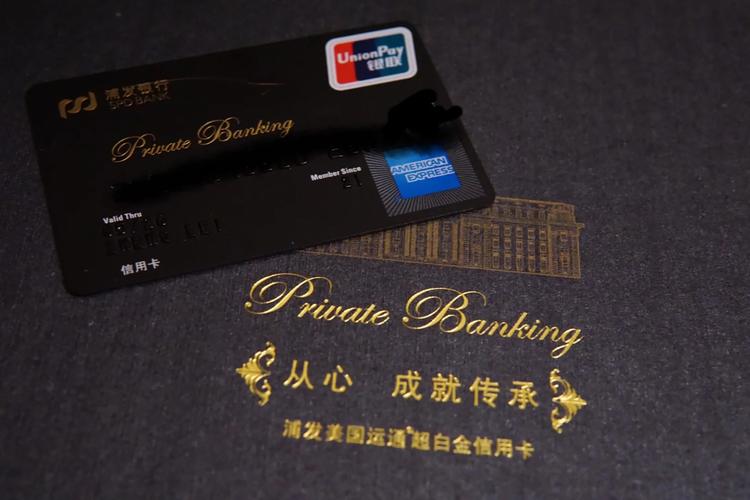 浦发银行
SPD BANK
UnionPay
银联
Private Banking
Member Since
21
AMERICAN
EXPRESS
Valid Thru
信用卡
Private Banking
从心 成就传承
浦发美国运通®超白金信用卡